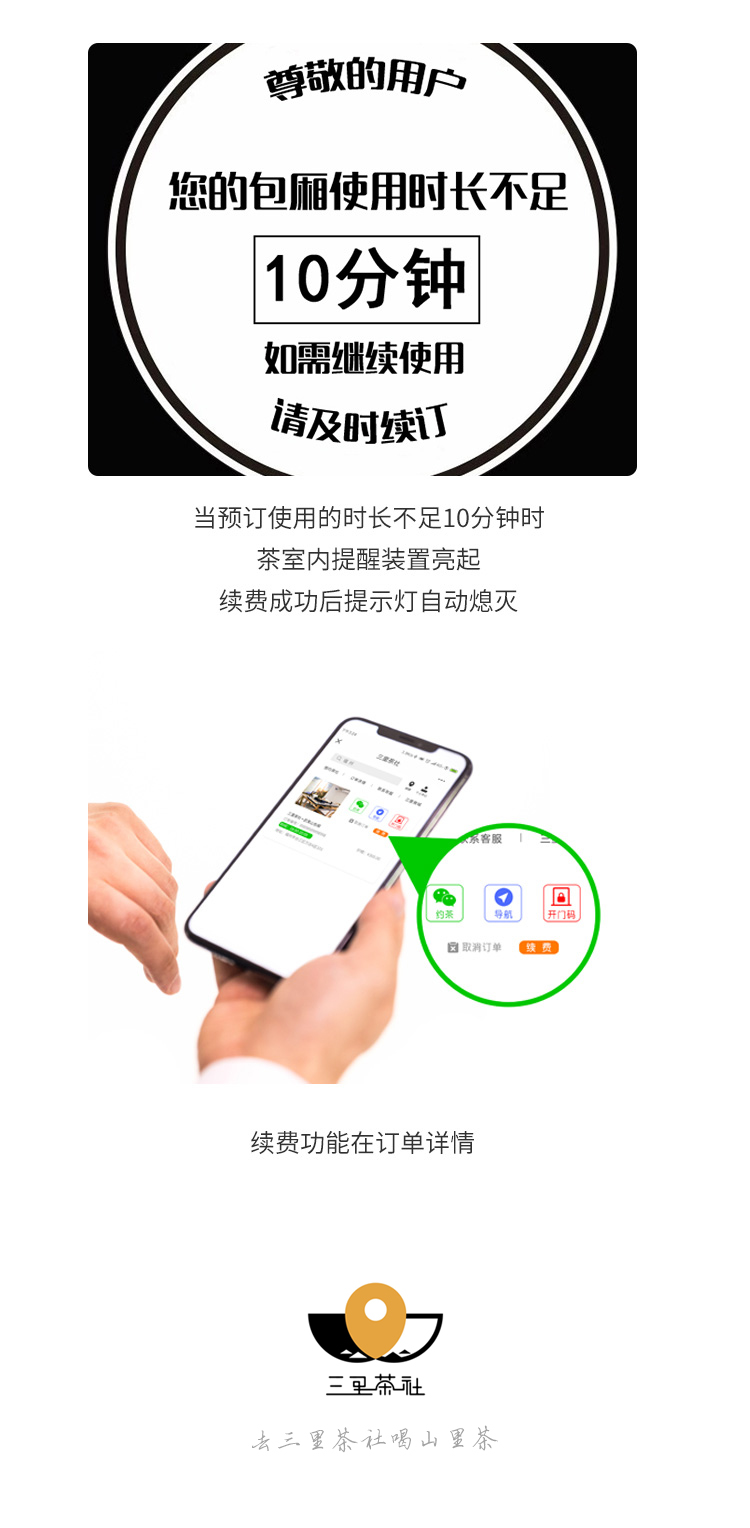 尊敬的用户
您的包厢使用时长不足
10分钟
如需继续使用
请及时续订
当预订使用的时长不足10分钟时
茶室内提醒装置亮起
续费成功后提示灯自动熄灭
三里茶社
联系客服
约茶
导航
开门码
取消订单
续 费
续费功能在订单详情
三里茶社
去三里茶社喝山里茶